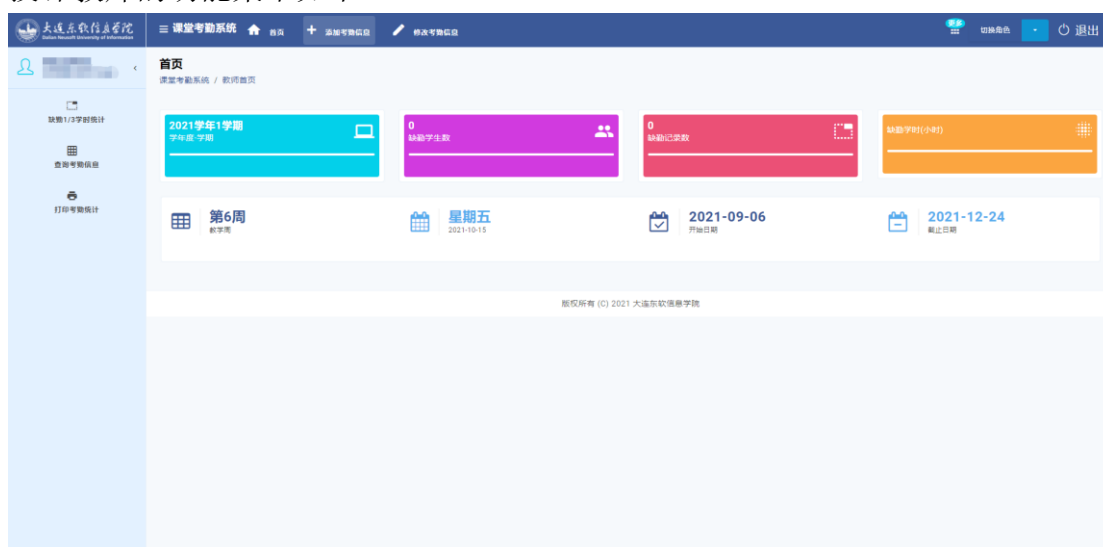 大连东软信息学院
Dalian Neusoft University of Information
课堂考勤系统 首页 添加考勤信息 修改考勤信息
更多
切换角色
退出
首页
课堂考勤系统 / 教师首页
缺勤1/3学时统计
查询考勤信息
打印考勤统计
2021学年1学期
学年度·学期
0
缺勤学生数
0
缺勤记录数
缺勤学时(小时)
第6周
教学周
星期五
2021-10-15
2021-09-06
开始日期
2021-12-24
截止日期
版权所有 (C) 2021 大连东软信息学院